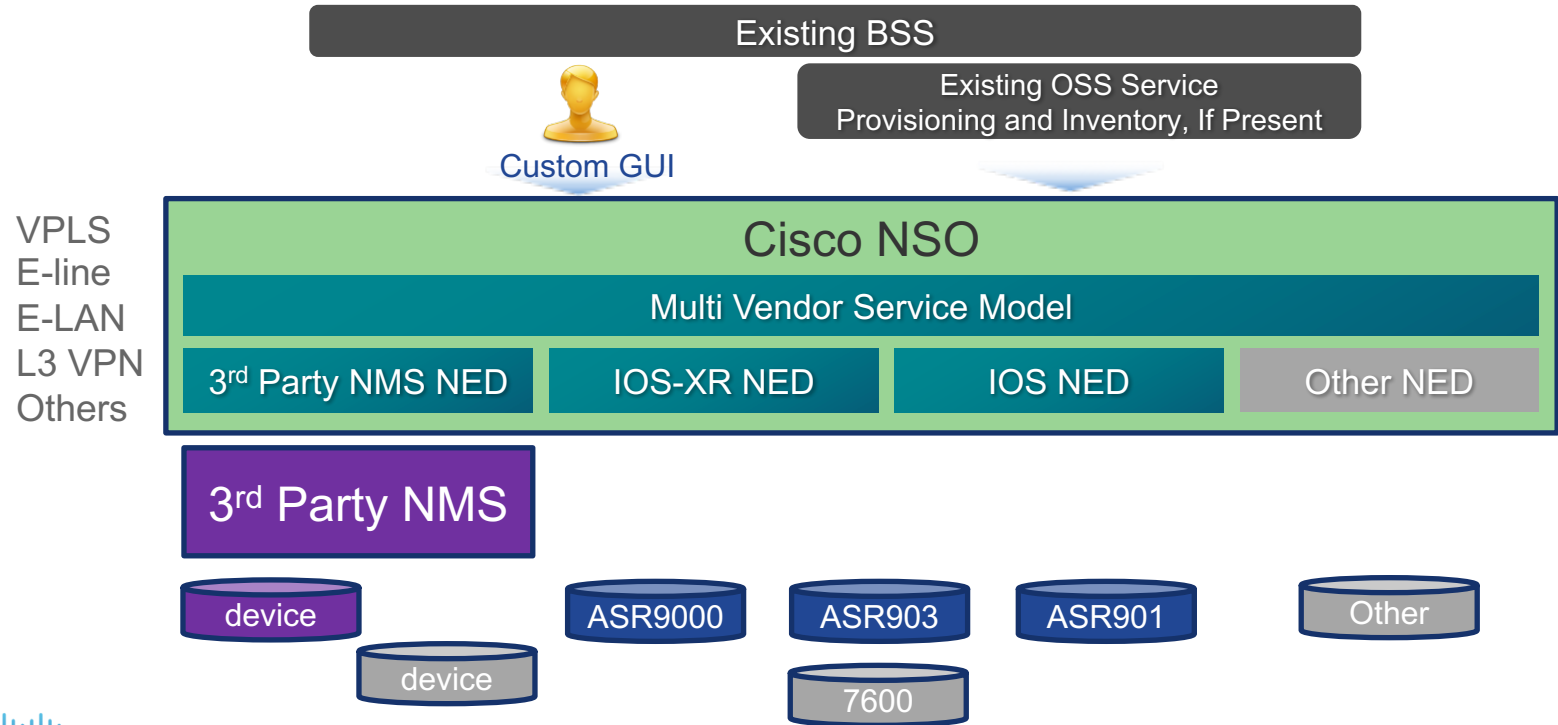 Existing BSS
Existing OSS Service
Provisioning and Inventory, If Present
Custom GUI
VPLS
E-line
E-LAN
L3 VPN
Others
Cisco NSO
Multi Vendor Service Model
3rd Party NMS NED
IOS-XR NED
IOS NED
Other NED
3rd Party NMS
device
ASR9000
ASR903
ASR901
Other
device
7600